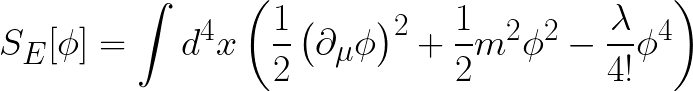 $$S_E[\phi] = \int d^4x \left( \frac{1}{2} \left( \partial_\mu \phi \right)^2 + \frac{1}{2} m^2 \phi^2 - \frac{\lambda}{4!} \phi^4 \right)$$